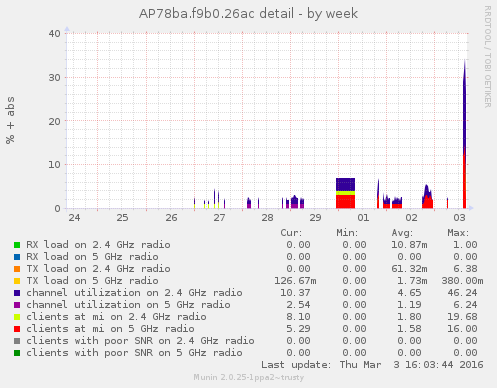 AP78ba.f9b0.26ac detail - by week
RRDTOOL / TOBI OETIKER
% + abs
40
30
20
10
0
24 25 26 27 28 29 01 02 03
Cur: Min: Avg: Max:
RX load on 2.4 GHz radio 0.00 0.00 10.87m 1.00
RX load on 5 GHz radio 0.00 0.00 0.00 0.00
TX load on 2.4 GHz radio 0.00 0.00 61.32m 6.38
TX load on 5 GHz radio 126.67m 0.00 1.73m 380.00m
channel utilization on 2.4 GHz radio 10.37 0.00 4.65 46.24
channel utilization on 5 GHz radio 2.54 0.00 1.19 6.24
clients at mi on 2.4 GHz radio 8.10 0.00 1.80 19.68
clients at mi on 5 GHz radio 5.29 0.00 1.58 16.00
clients with poor SNR on 2.4 GHz radio 0.00 0.00 0.00 0.00
clients with poor SNR on 5 GHz radio 0.00 0.00 0.00 0.00
Last update: Thu Mar 3 16:03:44 2016
Munin 2.0.25-1ppa2~trusty